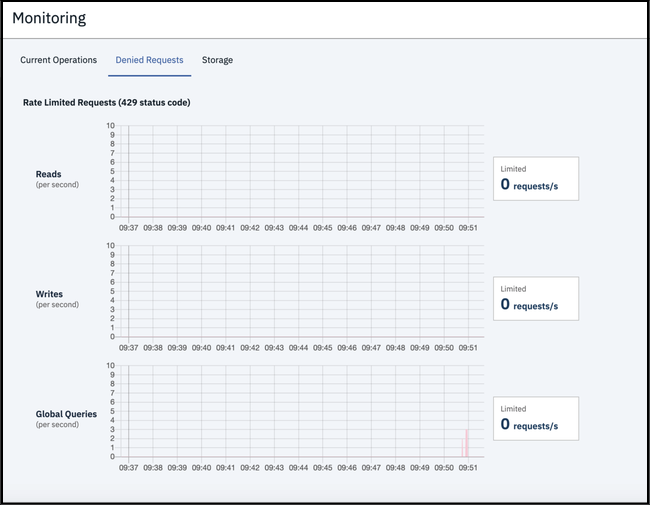 Monitoring
Current Operations Denied Requests Storage
Rate Limited Requests (429 status code)
10
9
8
7
6
5
4
3
2
1
0
Reads
(per second)
09:37 09:38 09:39 09:40 09:41 09:42 09:43 09:44 09:45 09:46 09:47 09:48 09:49 09:50 09:51
Limited
0 requests/s
10
9
8
7
6
5
4
3
2
1
0
Writes
(per second)
09:37 09:38 09:39 09:40 09:41 09:42 09:43 09:44 09:45 09:46 09:47 09:48 09:49 09:50 09:51
Limited
0 requests/s
10
9
8
7
6
5
4
3
2
1
0
Global Queries
(per second)
09:37 09:38 09:39 09:40 09:41 09:42 09:43 09:44 09:45 09:46 09:47 09:48 09:49 09:50 09:51
Limited
0 requests/s